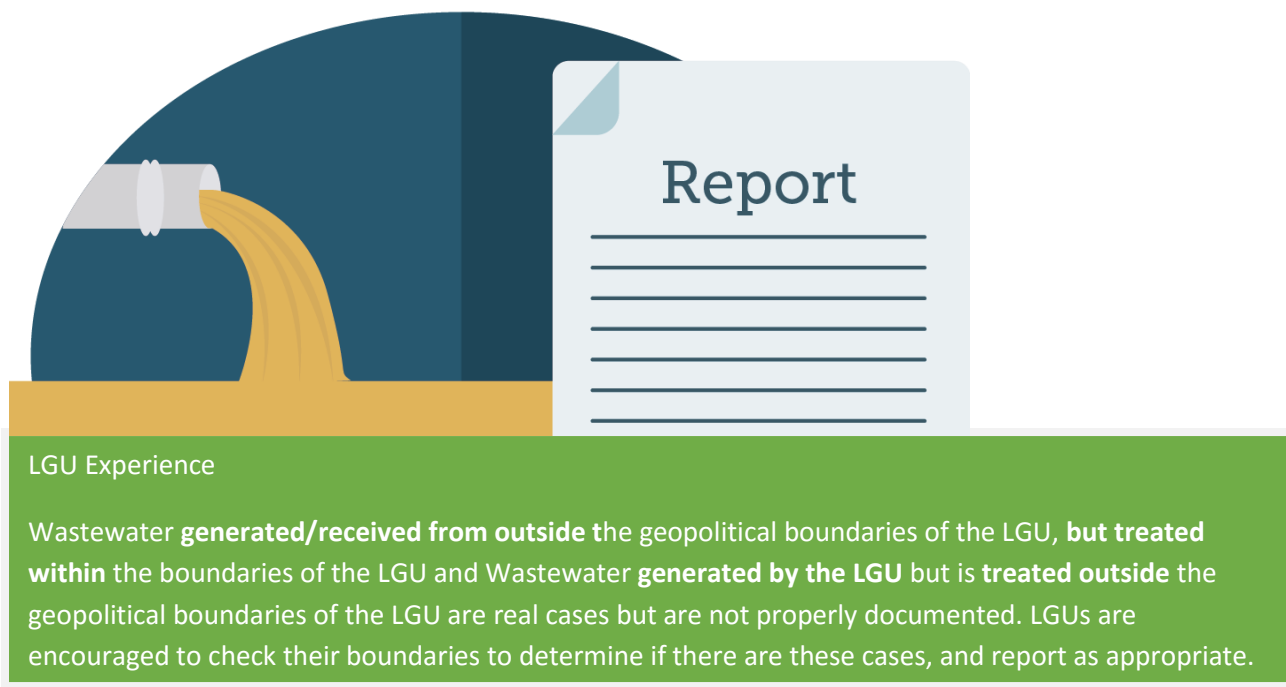 Report
LGU Experience
Wastewater generated/received from outside the geopolitical boundaries of the LGU, but treated
within the boundaries of the LGU and Wastewater generated by the LGU but is treated outside the
geopolitical boundaries of the LGU are real cases but are not properly documented. LGUs are
encouraged to check their boundaries to determine if there are these cases, and report as appropriate.